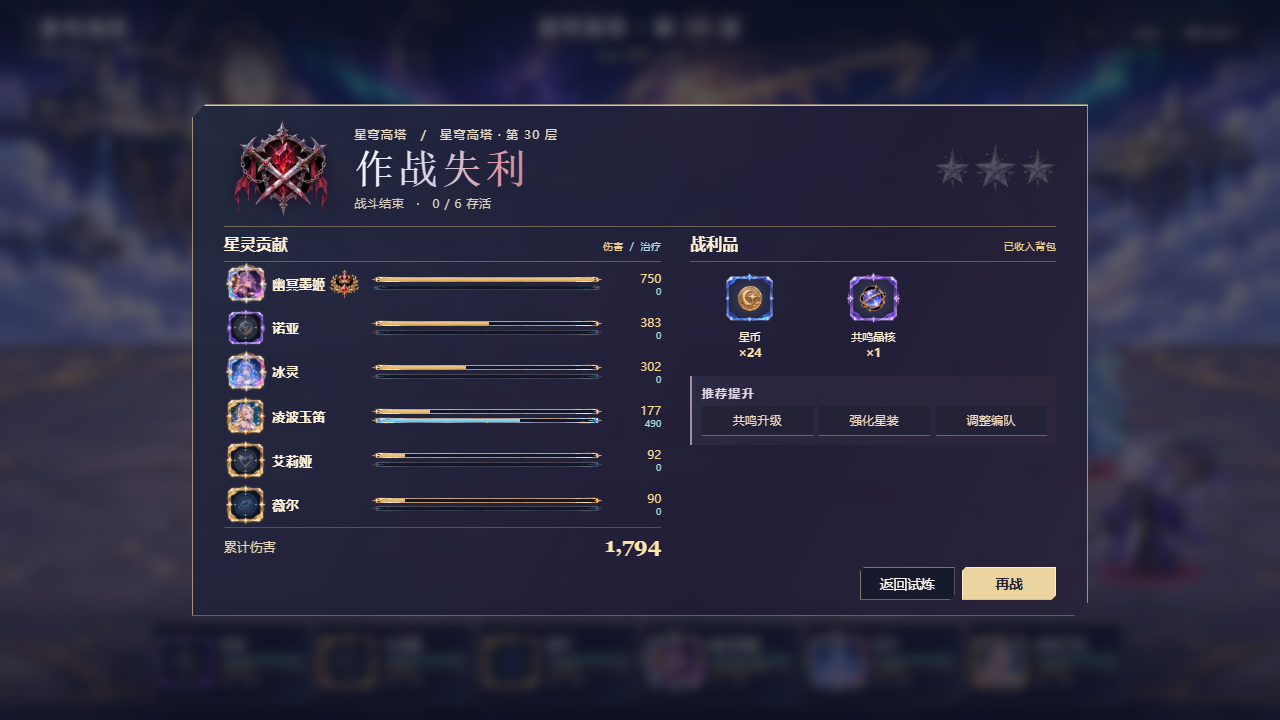 星穹高塔 / 星穹高塔 · 第 30 层
作战失利
战斗结束 · 0 / 6 存活
星灵贡献
伤害 / 治疗
幽冥墨姬
750
0
诺亚
383
0
冰灵
302
0
凌波玉笛
177
490
艾莉娅
92
0
薇尔
90
0
累计伤害
1,794
战利品
已收入背包
星币
×24
共鸣晶核
×1
推荐提升
共鸣升级
强化星装
调整编队
返回试炼
再战